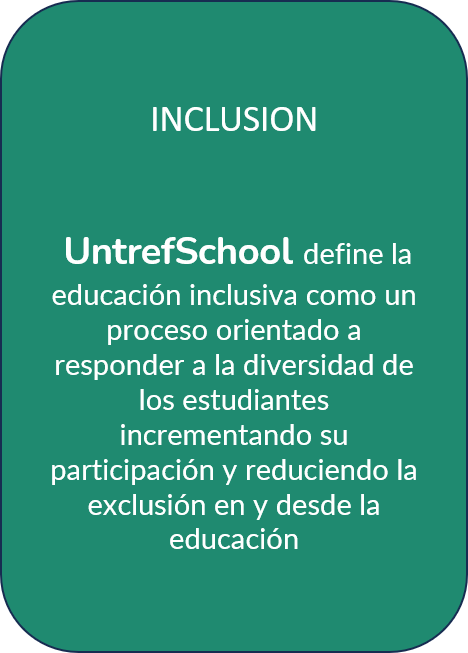 INCLUSION
UntrefSchool define la
educación inclusiva como un
proceso orientado a
responder a la diversidad de
los estudiantes
incrementando su
participación y reduciendo la
exclusión en y desde la
educación